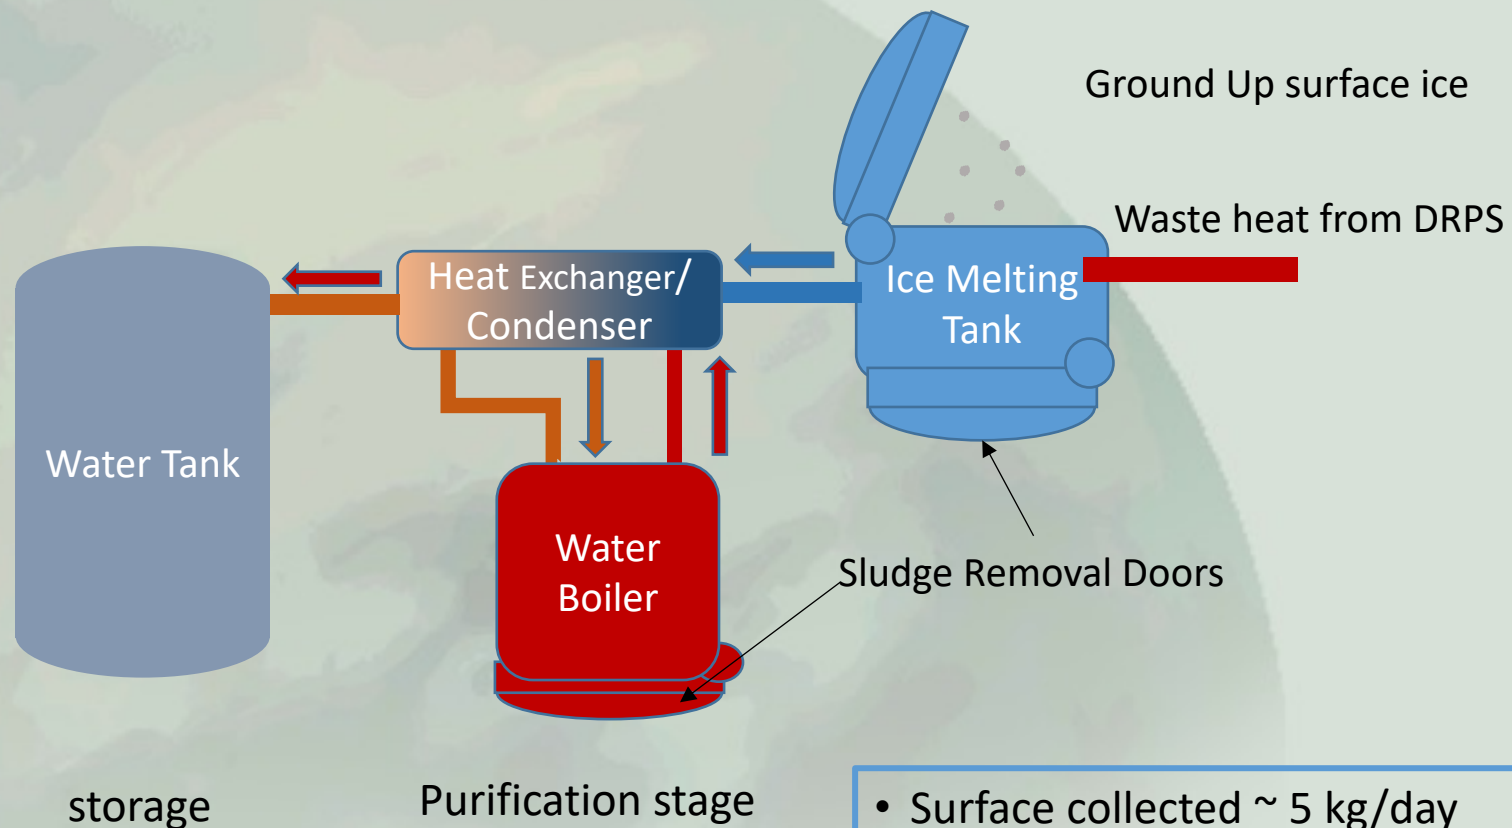 Ground Up surface ice
Waste heat from DRPS
Heat Exchanger/
Condenser
Ice Melting
Tank
Water Tank
Water
Boiler
Sludge Removal Doors
storage
Purification stage
• Surface collected ~ 5 kg/day